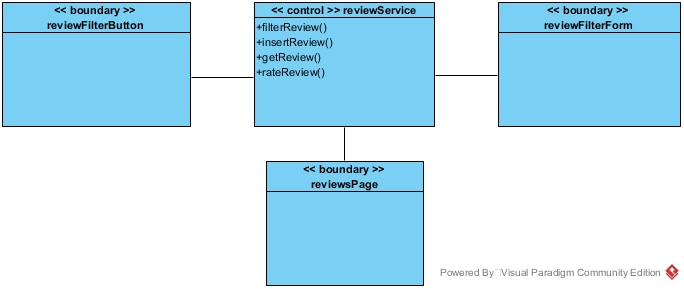 << boundary >>
reviewFilterButton
<< control >> reviewService
+filterReview()
+insertReview()
+getReview()
+rateReview()
<< boundary >>
reviewFilterForm
<< boundary >>
reviewsPage
Powered By Visual Paradigm Community Edition